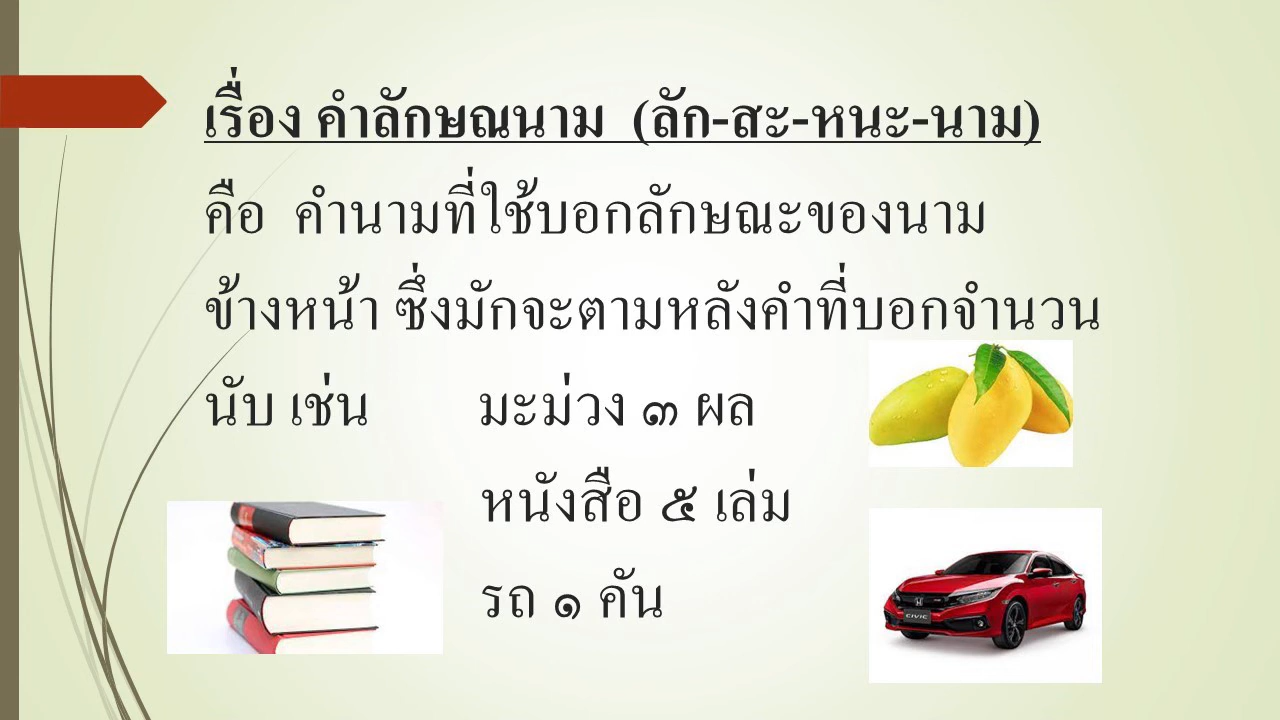 เรื่อง คำลักษณนาม (ลัก-สะ-หนะ-นาม)
คือ คำนามที่ใช้บอกลักษณะของนาม
ข้างหน้า ซึ่งมักจะตามหลังคำที่บอกจำนวน
นับ เช่น มะม่วง ๓ ผล
หนังสือ ๕ เล่ม
รถ ๑ คัน
CIVIC